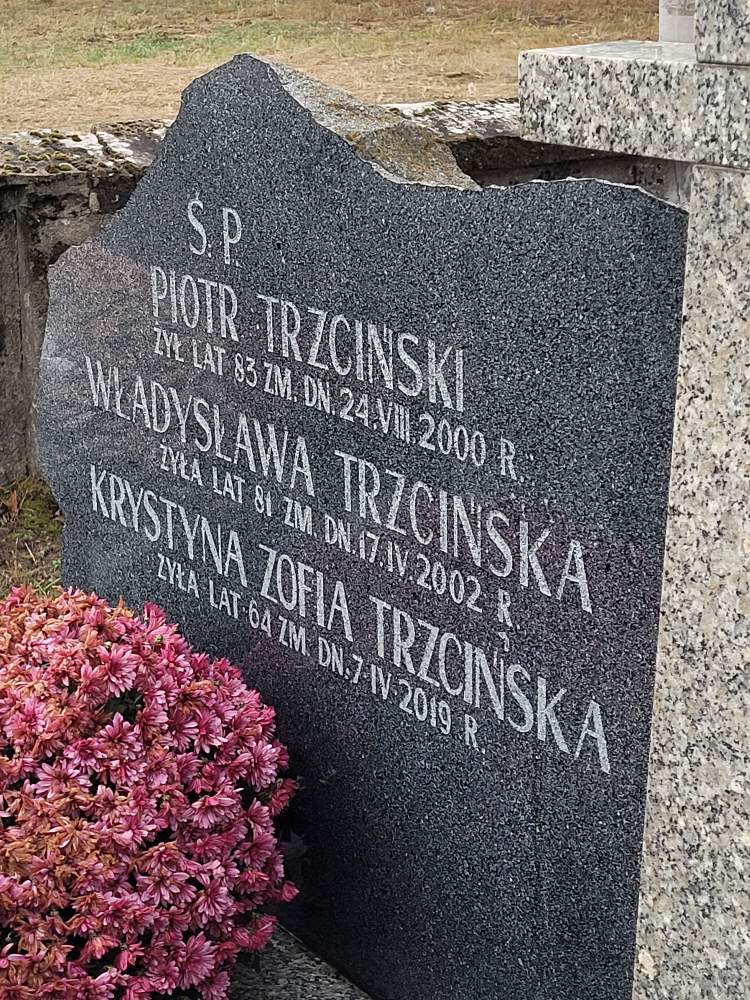 Ś.P.
PIOTR TRZCIŃSKI
ŻYŁ LAT 83 ZM. DN. 24.VIII.2000 R.
WŁADYSŁAWA TRZCIŃSKA
ŻYŁA LAT 81 ZM. DN. 17.IV.2002 R.
KRYSTYNA ZOFIA TRZCIŃSKA
ŻYŁA LAT 64 ZM. DN. 7.IV.2019 R.